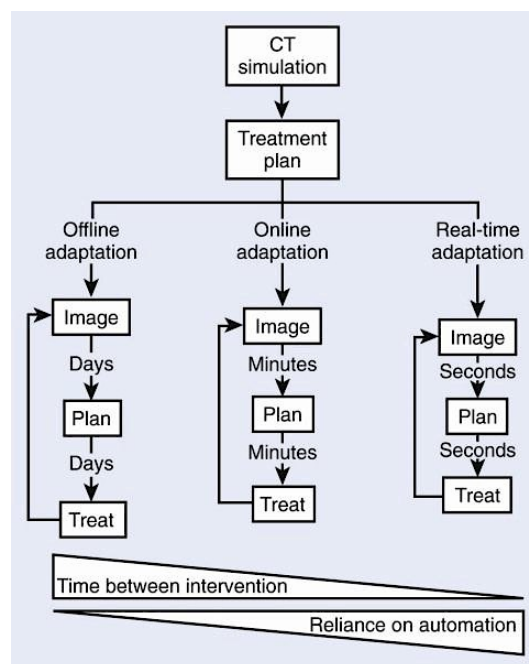 CT
simulation
Treatment
plan
Offline
adaptation
Online
adaptation
Real-time
adaptation
Image
Days
Plan
Days
Treat
Image
Minutes
Plan
Minutes
Treat
Image
Seconds
Plan
Seconds
Treat
Time between intervention
Reliance on automation